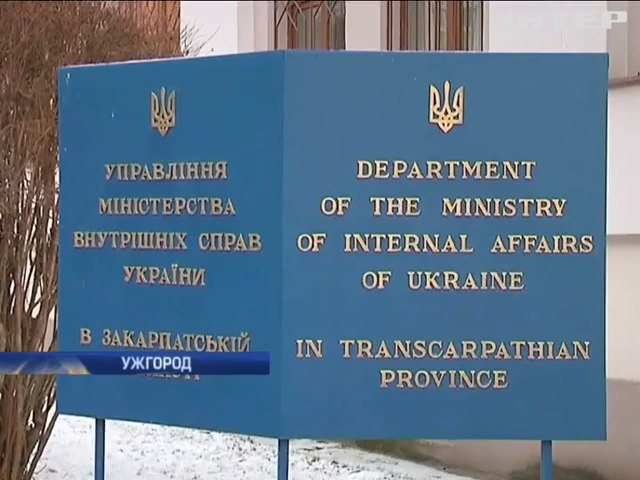 ІНТЕР
УПРАВЛІННЯ
МІНІСТЕРСТВА
ВНУТРІШНІХ СПРАВ
УКРАЇНИ
В ЗАКАРПАТСЬКІЙ
DEPARTMENT
OF THE MINISTRY
OF INTERNAL AFFAIRS
OF UKRAINE
IN TRANSCARPATHIAN
PROVINCE
УЖГОРОД